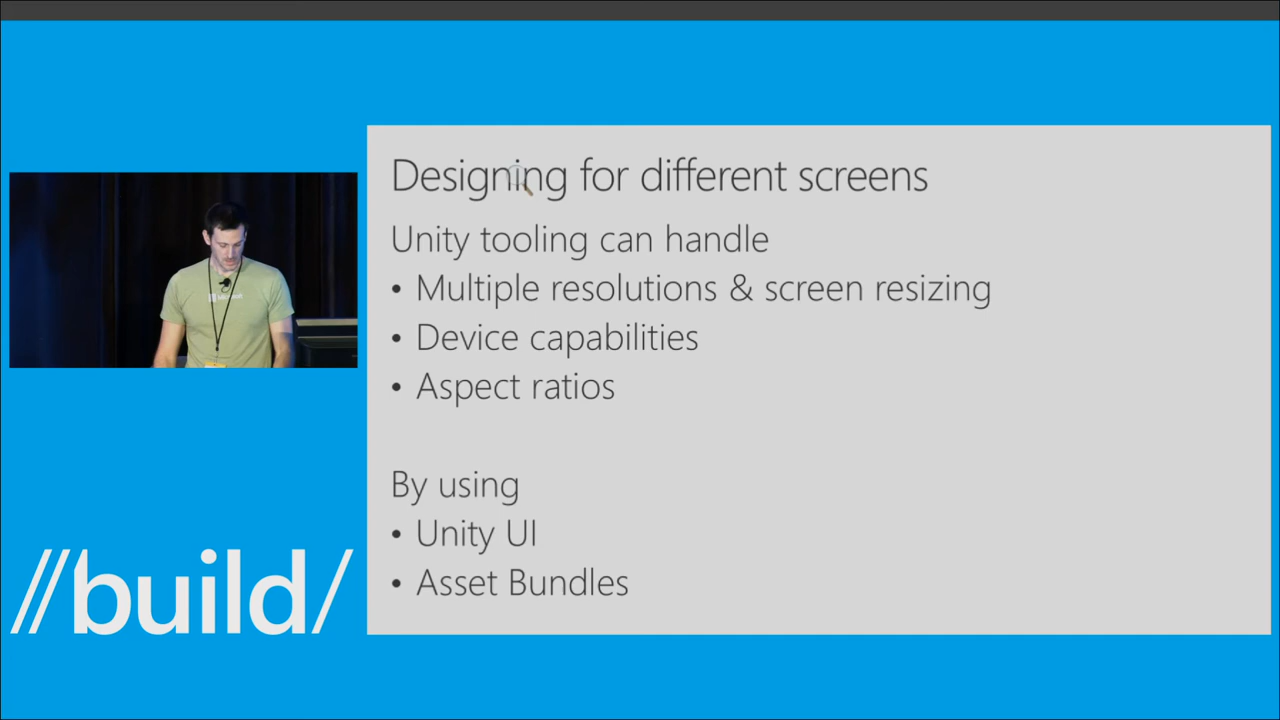 Designing for different screens
Unity tooling can handle
• Multiple resolutions & screen resizing
• Device capabilities
• Aspect ratios
By using
• Unity UI
• Asset Bundles
Microsoft
//build/